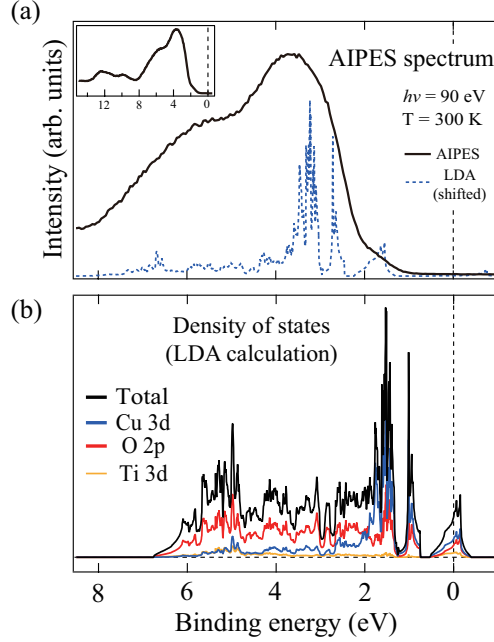 (a)
12 8 4 0
AIPES spectrum
hν = 90 eV
T = 300 K
AIPES
LDA
(shifted)
Intensity (arb. units)
(b)
Density of states
(LDA calculation)
Total
Cu 3d
O 2p
Ti 3d
8 6 4 2 0
Binding energy (eV)